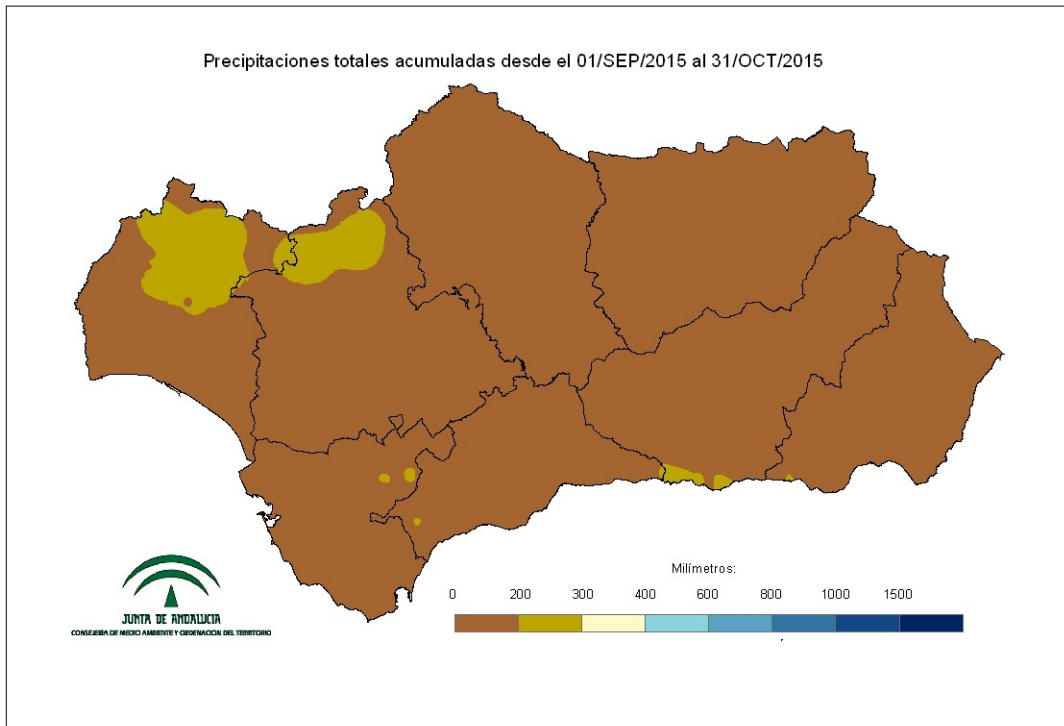 Precipitaciones totales acumuladas desde el 01/SEP/2015 al 31/OCT/2015
Milímetros:
0 200 300 400 600 800 1000 1500
JUNTA DE ANDALUCIA
CONSEJERÍA DE MEDIO AMBIENTE Y ORDENACIÓN DEL TERRITORIO